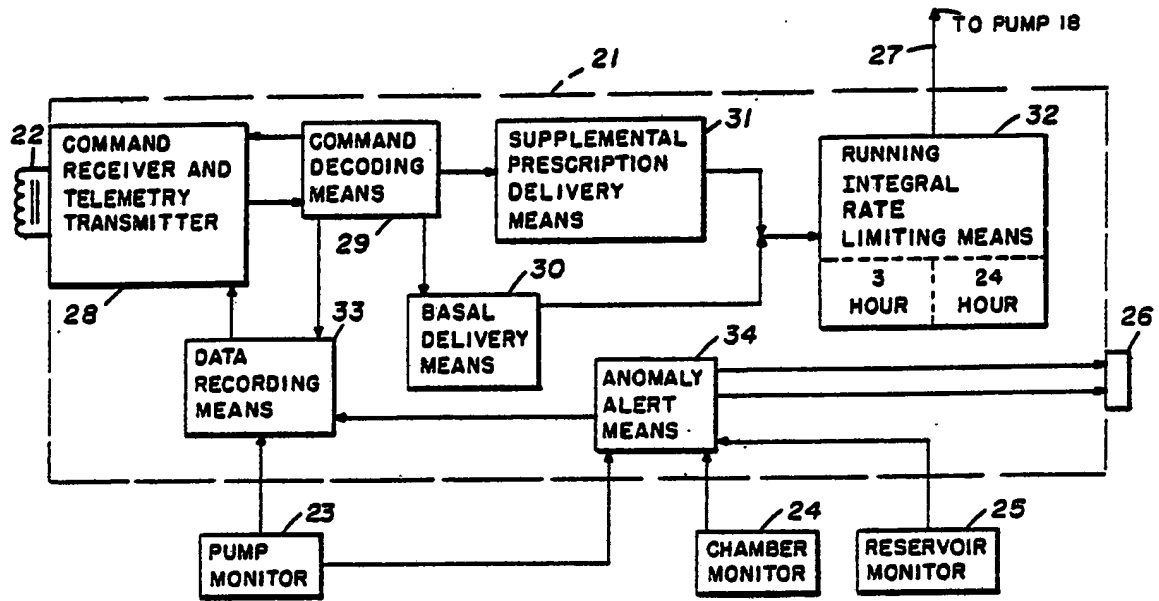 TO PUMP 18
27
21
22
COMMAND
RECEIVER AND
TELEMETRY
TRANSMITTER
28
COMMAND
DECODING
MEANS
29
SUPPLEMENTAL
PRESCRIPTION
DELIVERY
MEANS
31
32
RUNNING
INTEGRAL
RATE
LIMITING MEANS
3
HOUR
24
HOUR
30
BASAL
DELIVERY
MEANS
33
DATA
RECORDING
MEANS
34
ANOMALY
ALERT
MEANS
26
23
PUMP
MONITOR
24
CHAMBER
MONITOR
25
RESERVOIR
MONITOR